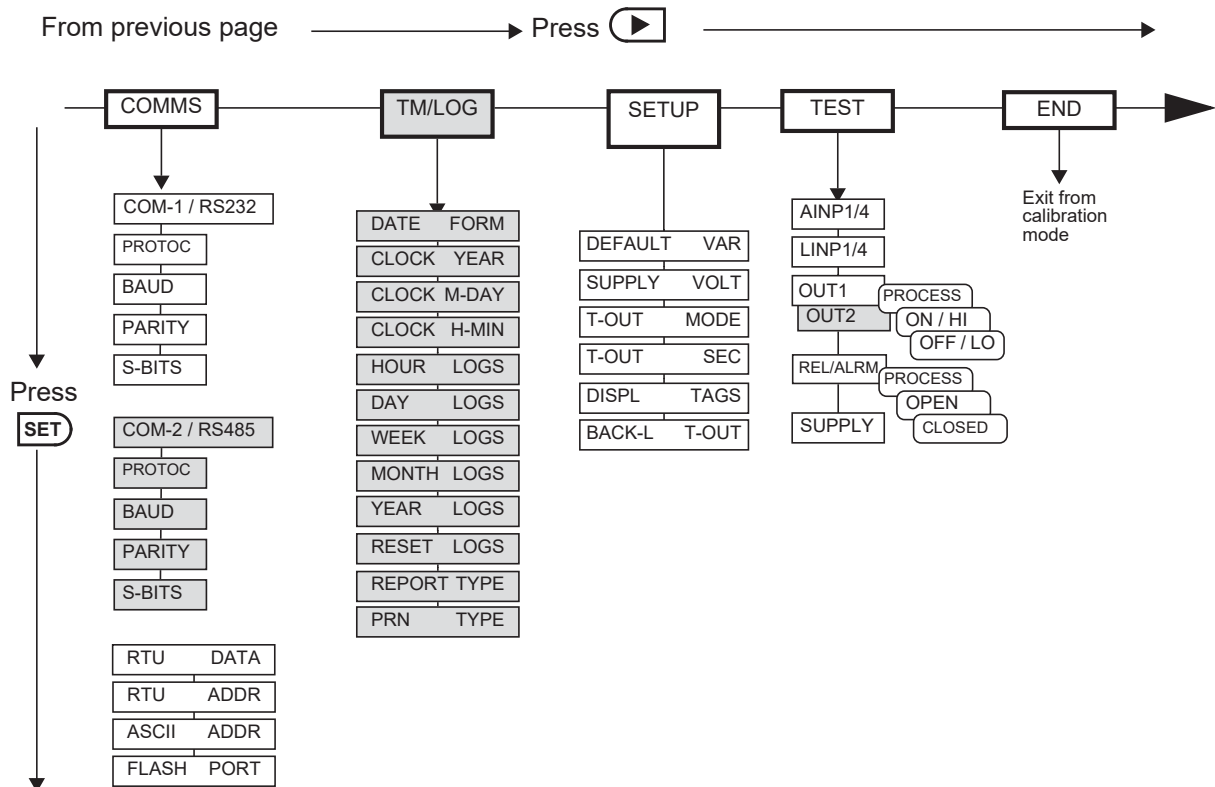 From previous page
Press
COMMS
TM/LOG
SETUP
TEST
END
Press
SET
COM-1 / RS232
PROTOC
BAUD
PARITY
S-BITS
COM-2 / RS485
PROTOC
BAUD
PARITY
S-BITS
RTU DATA
RTU ADDR
ASCII ADDR
FLASH PORT
DATE FORM
CLOCK YEAR
CLOCK M-DAY
CLOCK H-MIN
HOUR LOGS
DAY LOGS
WEEK LOGS
MONTH LOGS
YEAR LOGS
RESET LOGS
REPORT TYPE
PRN TYPE
DEFAULT VAR
SUPPLY VOLT
T-OUT MODE
T-OUT SEC
DISPL TAGS
BACK-L T-OUT
AINP1/4
LINP1/4
OUT1
OUT2
PROCESS
ON / HI
OFF / LO
REL/ALRM
PROCESS
OPEN
CLOSED
SUPPLY
Exit from
calibration
mode